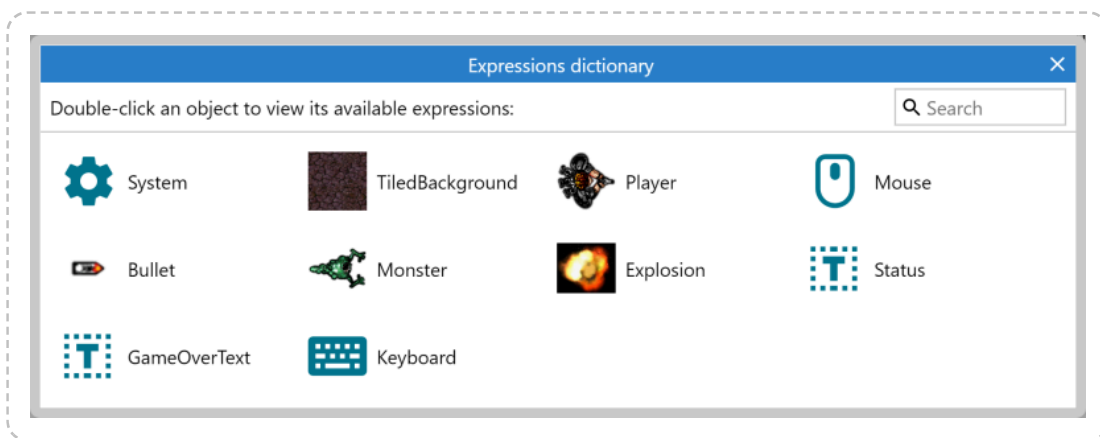 Expressions dictionary
Double-click an object to view its available expressions:
Search
System
TiledBackground
Player
Mouse
Bullet
Monster
Explosion
Status
GameOverText
Keyboard